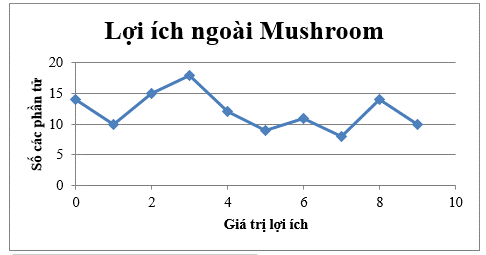 Lợi ích ngoài Mushroom
Số các phần tử
20
15
10
5
0
0 2 4 6 8 10
Giá trị lợi ích